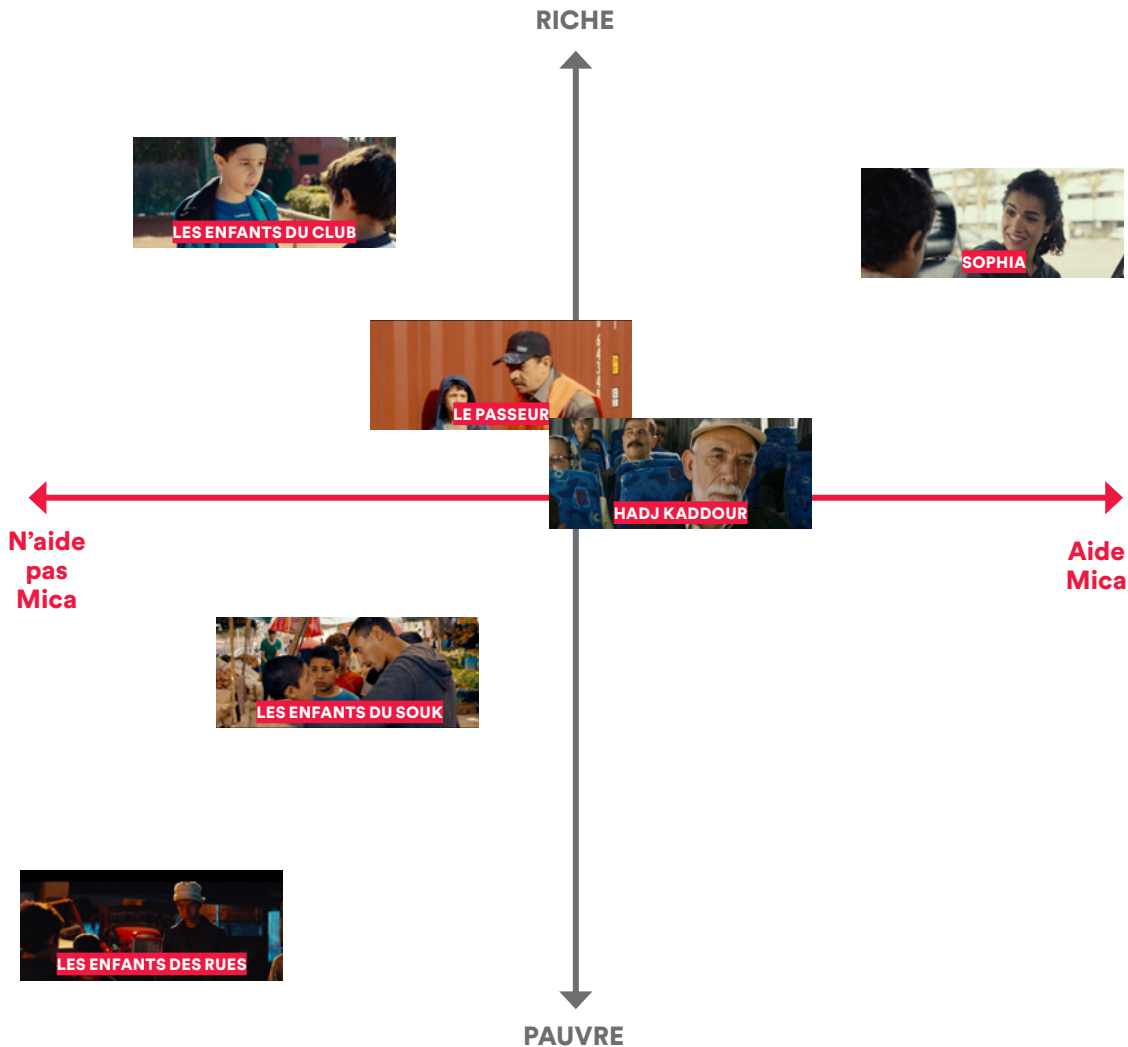 RICHE
LES ENFANTS DU CLUB
SOPHIA
LE PASSEUR
HADJ KADDOUR
N'aide
pas
Mica
Aide
Mica
LES ENFANTS DU SOUK
LES ENFANTS DES RUES
PAUVRE